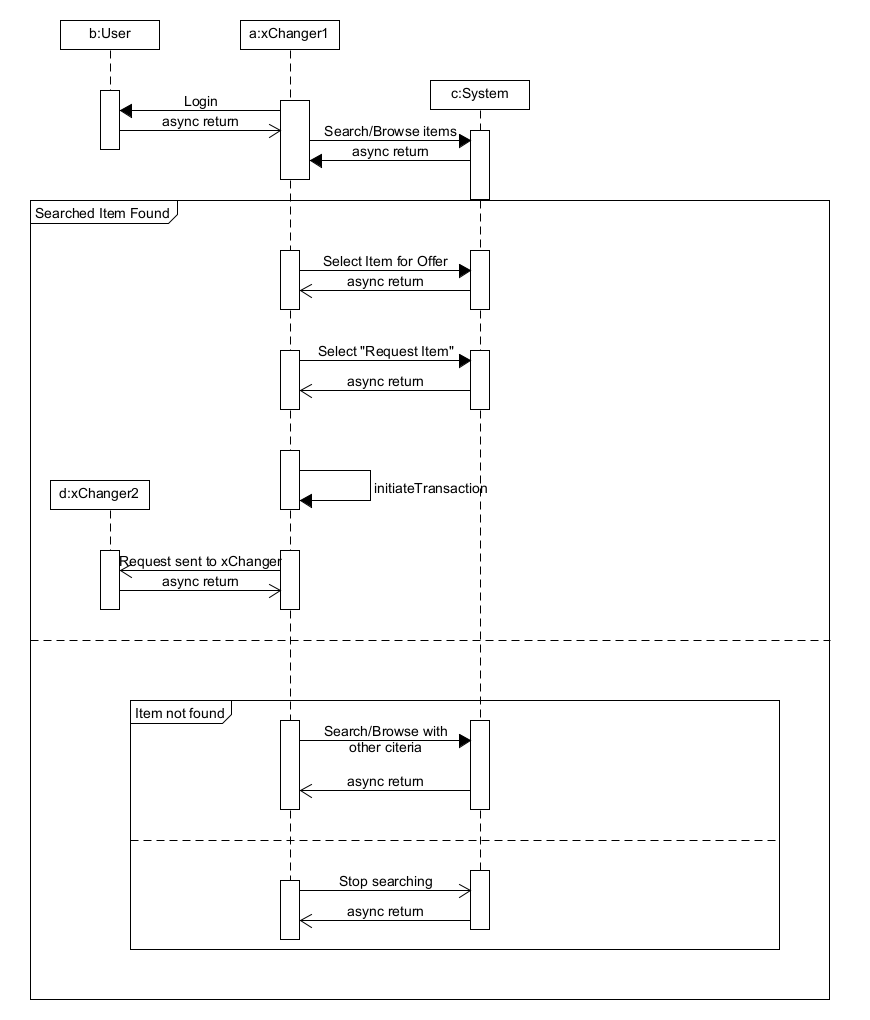 b:User
a:xChanger1
c:System
Login
async return
Search/Browse items
async return
Searched Item Found
Select Item for Offer
async return
Select "Request Item"
async return
initiateTransaction
d:xChanger2
Request sent to xChanger
async return
Item not found
Search/Browse with
other citeria
async return
Stop searching
async return